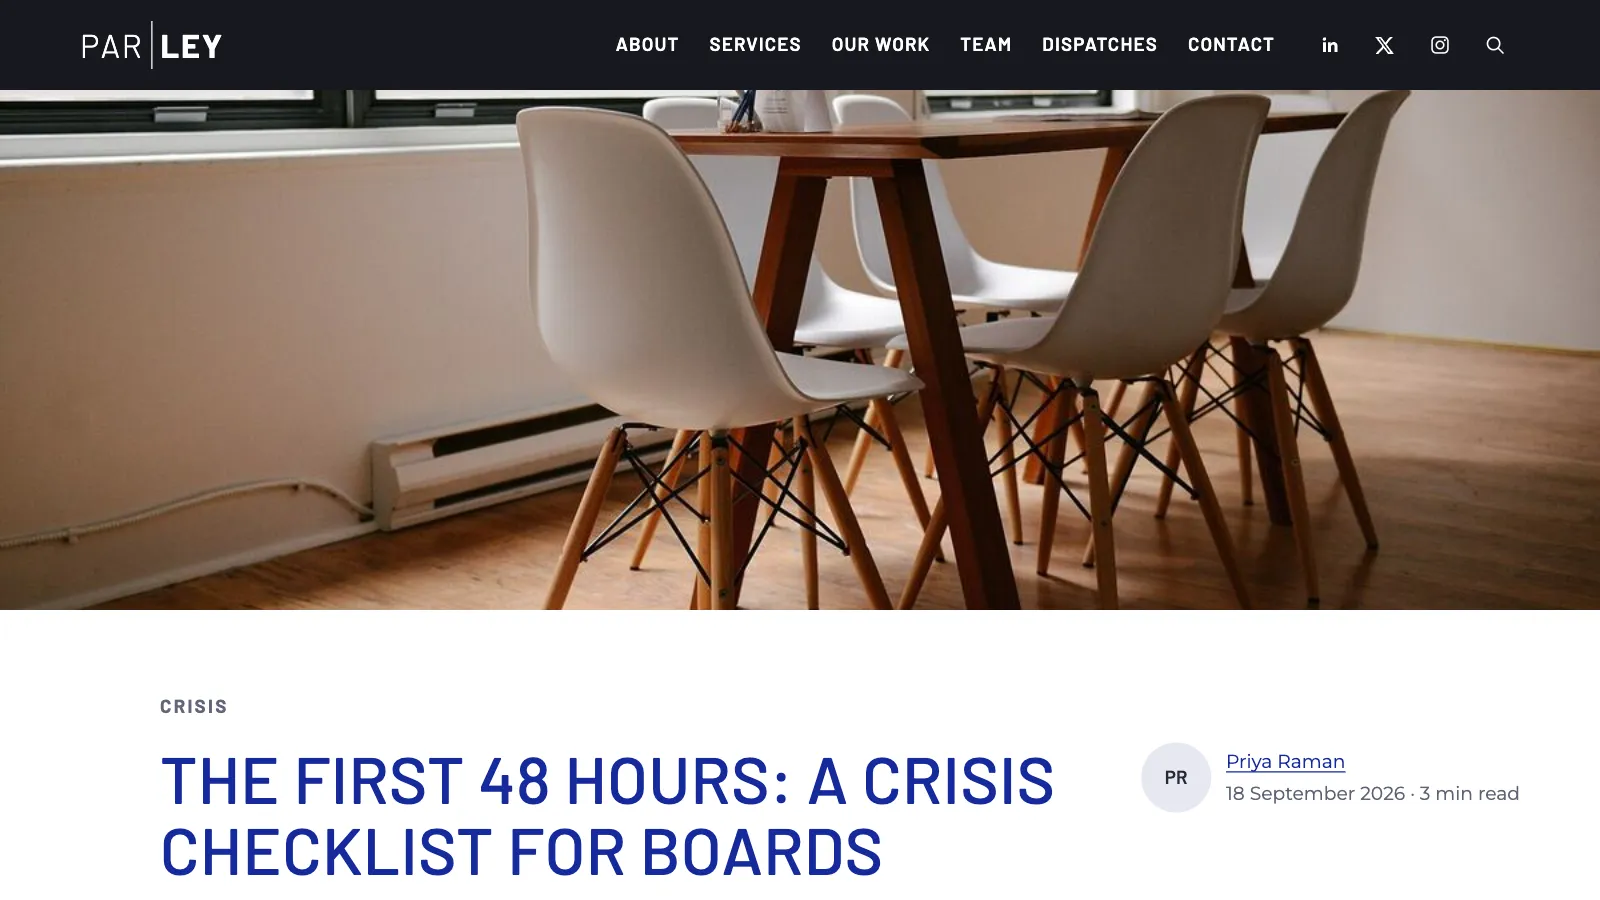 PAR LEY
ABOUT SERVICES OUR WORK TEAM DISPATCHES CONTACT
CRISIS
THE FIRST 48 HOURS: A CRISIS
CHECKLIST FOR BOARDS
PR
Priya Raman
18 September 2026 · 3 min read